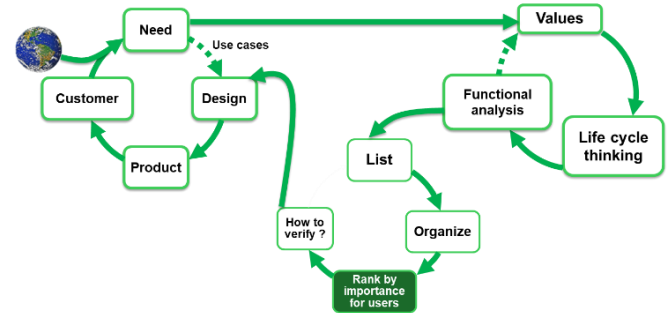 Need
Values
Use cases
Customer
Design
Functional
analysis
Life cycle
thinking
Product
List
How to
verify ?
Organize
Rank by
importance
for users